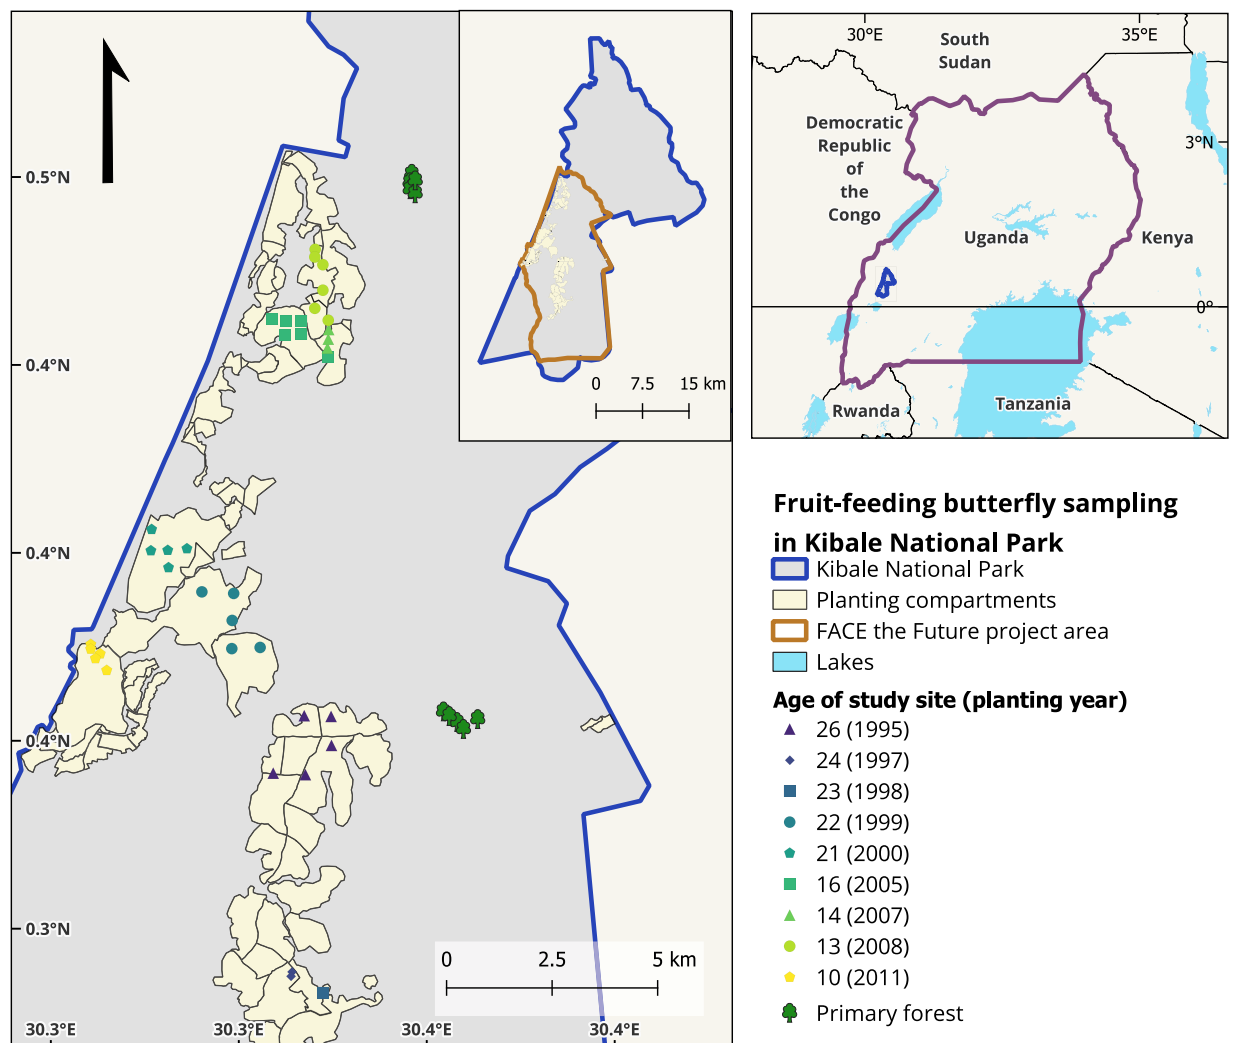 0.5°N
0.4°N
0.4°N
0.4°N
0.3°N
30.3°E
30.3°E
30.4°E
30.4°E
0 2.5 5 km
0 7.5 15 km
30°E 35°E
South
Sudan
Democratic
Republic
of
the
Congo
3°N
Uganda
Kenya
0°
Rwanda
Tanzania
Fruit-feeding butterfly sampling
in Kibale National Park
Kibale National Park
Planting compartments
FACE the Future project area
Lakes
Age of study site (planting year)
26 (1995)
24 (1997)
23 (1998)
22 (1999)
21 (2000)
16 (2005)
14 (2007)
13 (2008)
10 (2011)
Primary forest